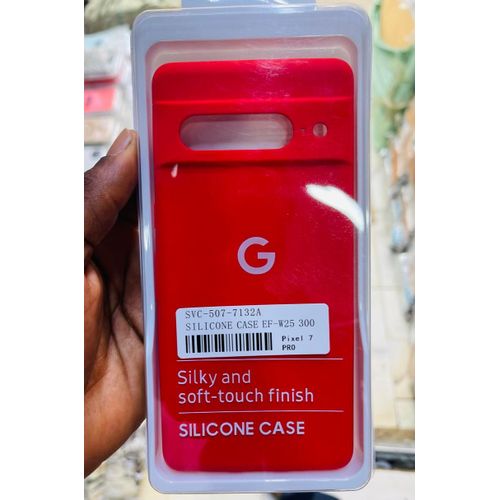 G
SVC-507-7132A
SILICONE CASE EF-W25 300
Pixel 7
PRO
Silky and
soft-touch finish
SILICONE CASE